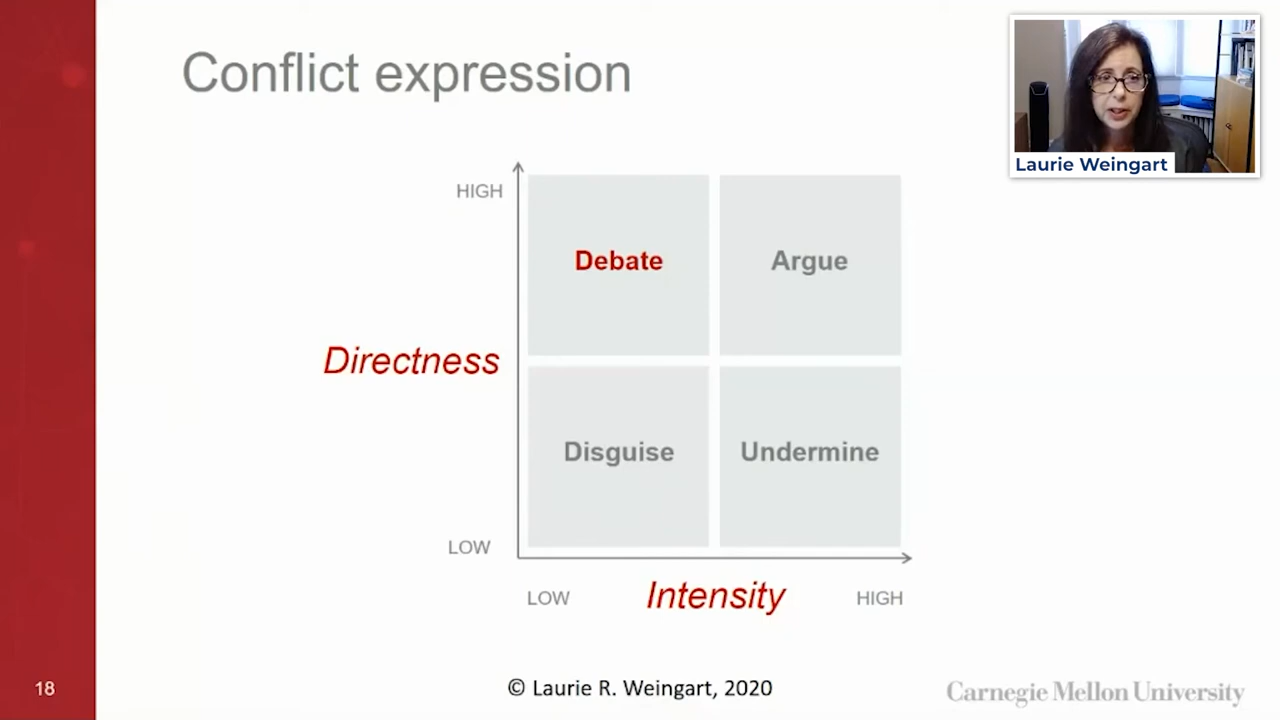 Conflict expression
Laurie Weingart
HIGH
Debate
Argue
Directness
Disguise
Undermine
LOW
LOW
Intensity
HIGH
18
© Laurie R. Weingart, 2020
Carnegie Mellon University